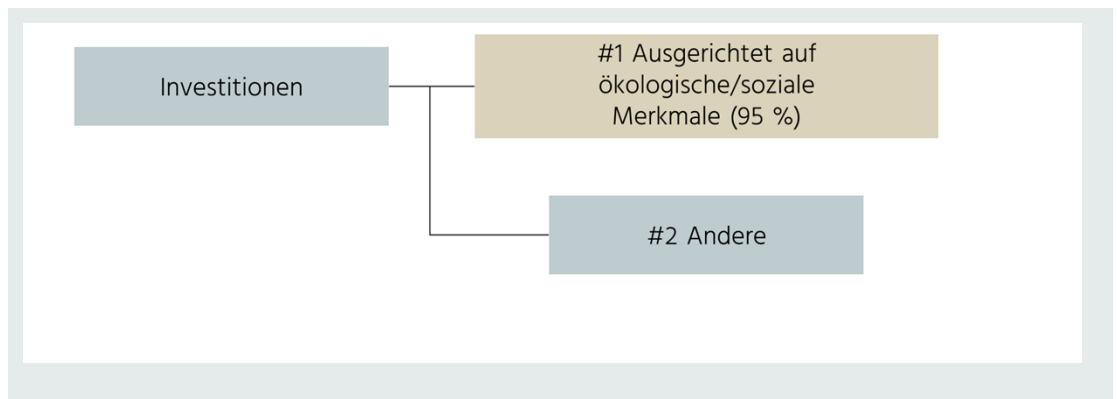 Investitionen
#1 Ausgerichtet auf
ökologische/soziale
Merkmale (95 %)
#2 Andere